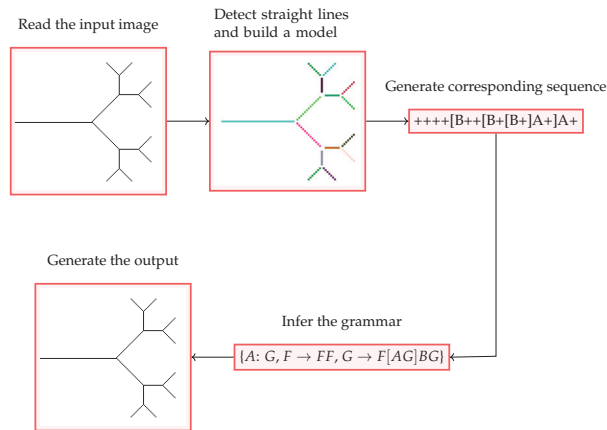 Read the input image
Detect straight lines
and build a model
Generate corresponding sequence
++++[B++[B+[B+]A+]A+
Generate the output
Infer the grammar
{A: G, F → FF, G → F[AG]BG}